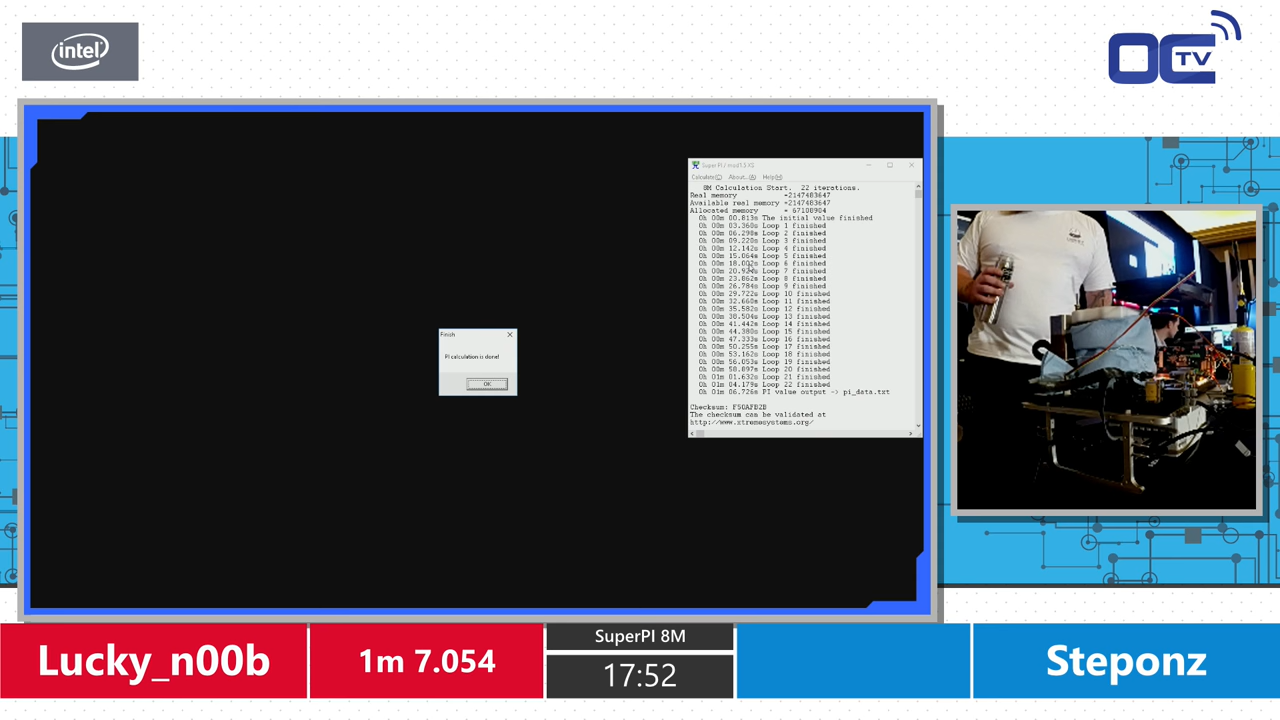 intel
OC
TV
Super PI / mod1.5 XS
Calculate(C) About...(A) Help(H)
8M Calculation Start. 22 iterations.
Real memory =2147483647
Available real memory =2147483647
Allocated memory = 67108904
0h 00m 00.813s The initial value finished
0h 00m 03.360s Loop 1 finished
0h 00m 06.298s Loop 2 finished
0h 00m 09.220s Loop 3 finished
0h 00m 12.142s Loop 4 finished
0h 00m 15.064s Loop 5 finished
0h 00m 18.002s Loop 6 finished
0h 00m Loop 7 finished
0h 00m 23.862s Loop 8 finished
0h 00m 26.784s Loop 9 finished
0h 00m 29.722s Loop 10 finished
0h 00m 32.660s Loop 11 finished
0h 00m 35.582s Loop 12 finished
0h 00m 38.504s Loop 13 finished
0h 00m 41.442s Loop 14 finished
0h 00m 44.380s Loop 15 finished
0h 00m 47.333s Loop 16 finished
0h 00m 50.255s Loop 17 finished
0h 00m 53.162s Loop 18 finished
0h 00m 56.053s Loop 19 finished
0h 00m 58.897s Loop 20 finished
0h 01m 01.632s Loop 21 finished
0h 01m 04.179s Loop 22 finished
0h 01m 06.726s PI value output -> pi_data.txt
Checksum: F50AFB2B
The checksum can be validated at
http://www.xtremesystems.org/
Finish
PI calculation is done!
OK
Lucky_n00b
1m 7.054
SuperPI 8M
17:52
Steponz